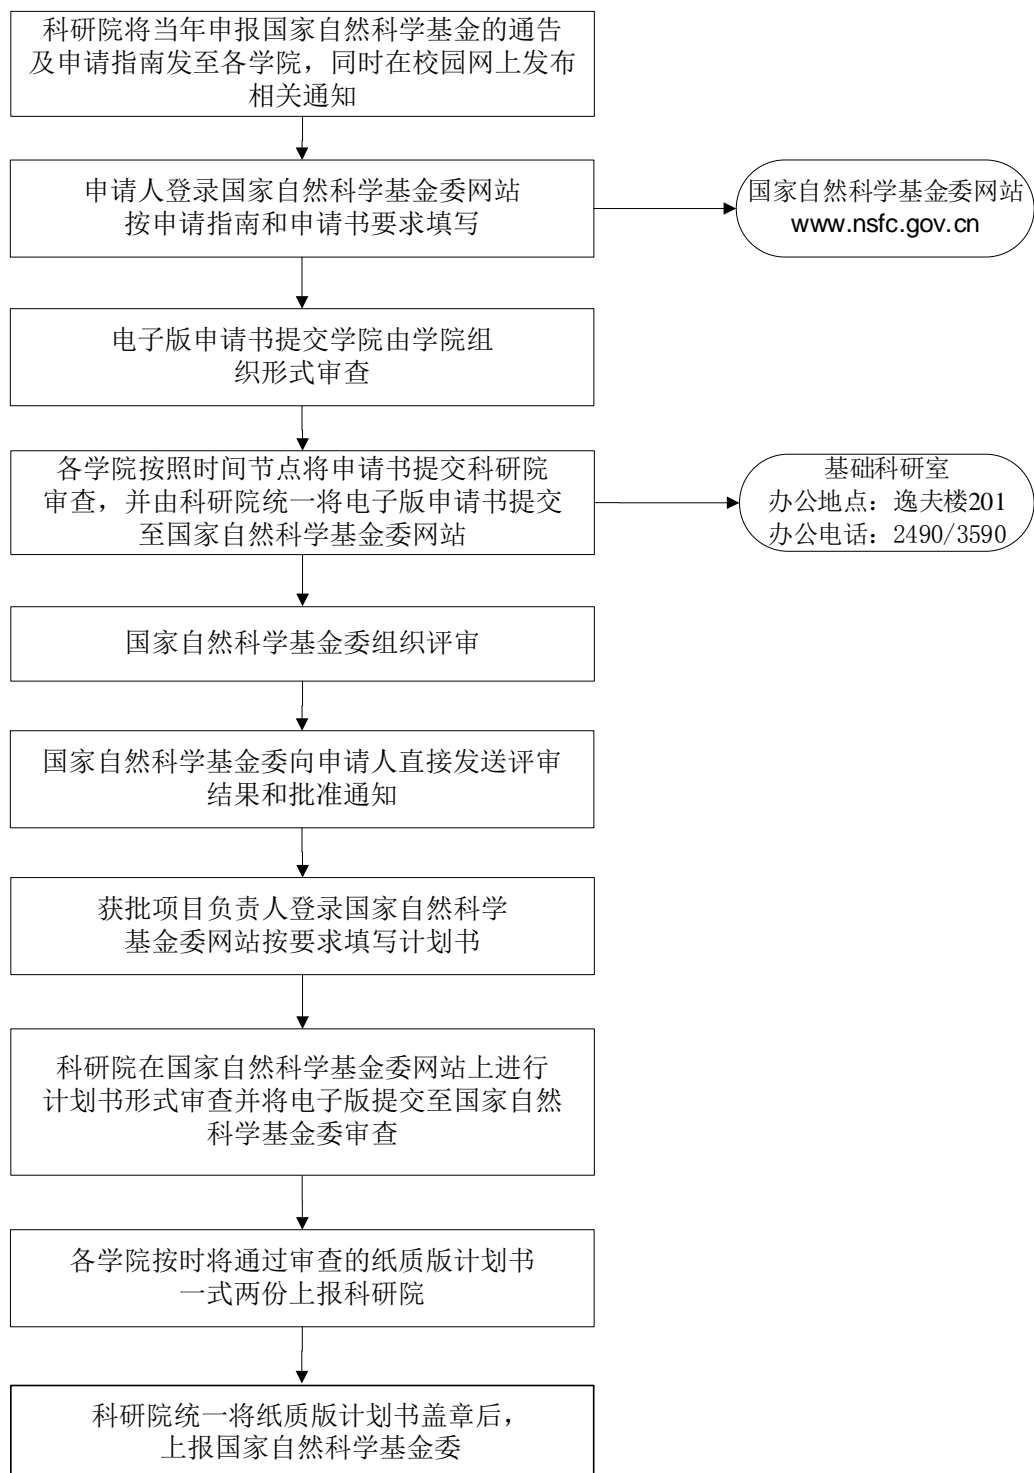 科研院将当年申报国家自然科学基金的通告
及申请指南发至各学院，同时在校园网上发布
相关通知
申请人登录国家自然科学基金委网站
按申请指南和申请书要求填写
国家自然科学基金委网站
www.nsfc.gov.cn
电子版申请书提交学院由学院组
织形式审查
各学院按照时间节点将申请书提交科研院
审查，并由科研院统一将电子版申请书提交
至国家自然科学基金委网站
基础科研室
办公地点：逸夫楼201
办公电话：2490/3590
国家自然科学基金委组织评审
国家自然科学基金委向申请人直接发送评审
结果和批准通知
获批项目负责人登录国家自然科学
基金委网站按要求填写计划书
科研院在国家自然科学基金委网站上进行
计划书形式审查并将电子版提交至国家自然
科学基金委审查
各学院按时将通过审查的纸质版计划书
一式两份上报科研院
科研院统一将纸质版计划书盖章后，
上报国家自然科学基金委